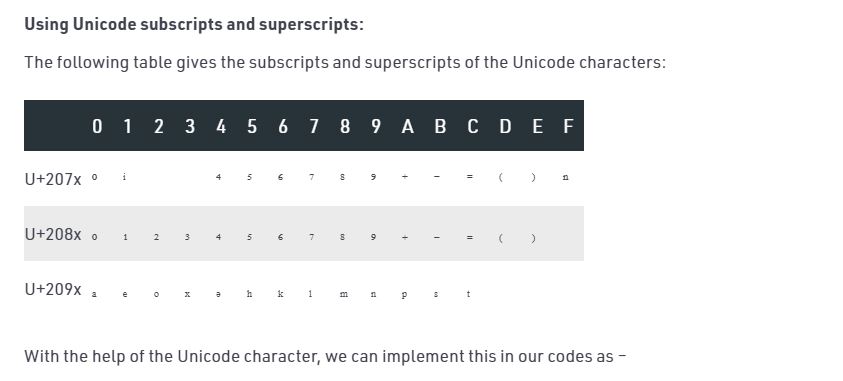 Using Unicode subscripts and superscripts:
The following table gives the subscripts and superscripts of the Unicode characters:
0 1 2 3 4 5 6 7 8 9 A B C D E F
U+207x ⁰ ⁱ ⁴ ⁵ ⁶ ⁷ ⁸ ⁹ ⁺ ⁻ ⁼ ⁽ ⁾ ⁿ
U+208x ₀ ₁ ₂ ₃ ₄ ₅ ₆ ₇ ₈ ₉ ₊ ₋ ₌ ₍ ₎
U+209x ₐ ₑ ₒ ₓ ₔ ₕ ₖ ₗ ₘ ₙ ₚ ₛ ₜ
With the help of the Unicode character, we can implement this in our codes as −